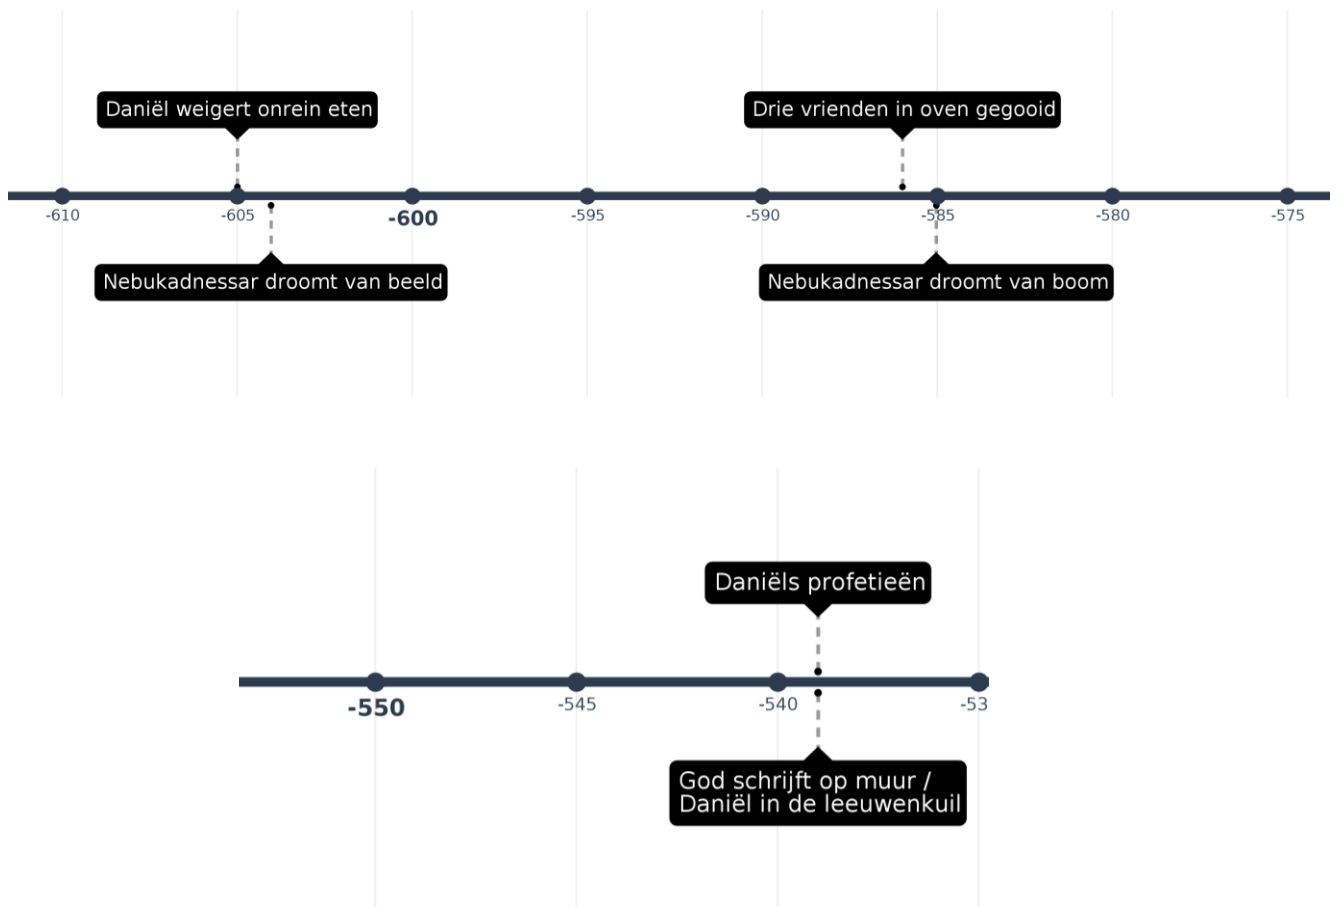 Daniël weigert onrein eten
Drie vrienden in oven gegooid
-610
-605
-600
-595
-590
-585
-580
-575
Nebukadnessar droomt van beeld
Nebukadnessar droomt van boom
Daniëls profetieën
-550
-545
-540
-53
God schrijft op muur /
Daniël in de leeuwenkuil